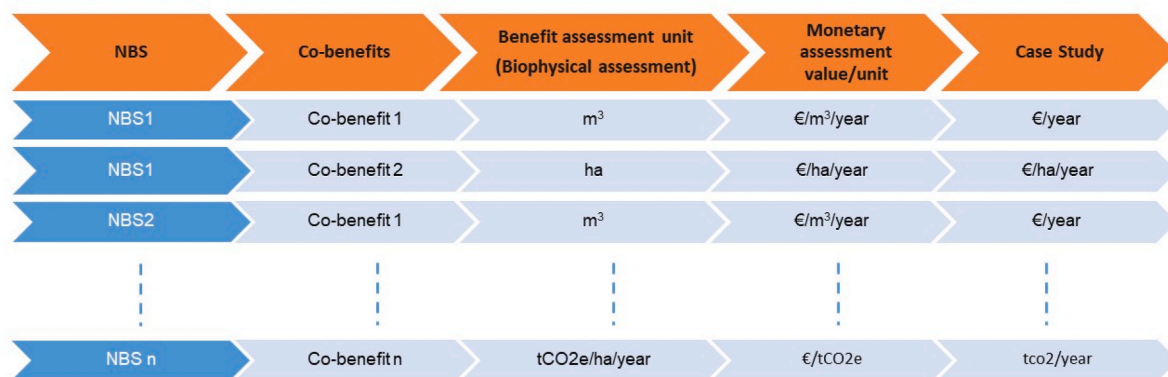 NBS
Co-benefits
Benefit assessment unit
(Biophysical assessment)
Monetary
assessment
value/unit
Case Study
NBS1
Co-benefit 1
m³
€/m³/year
€/year
NBS1
Co-benefit 2
ha
€/ha/year
€/ha/year
NBS2
Co-benefit 1
m³
€/m³/year
€/year
NBS n
Co-benefit n
tCO2e/ha/year
€/tCO2e
tco2/year